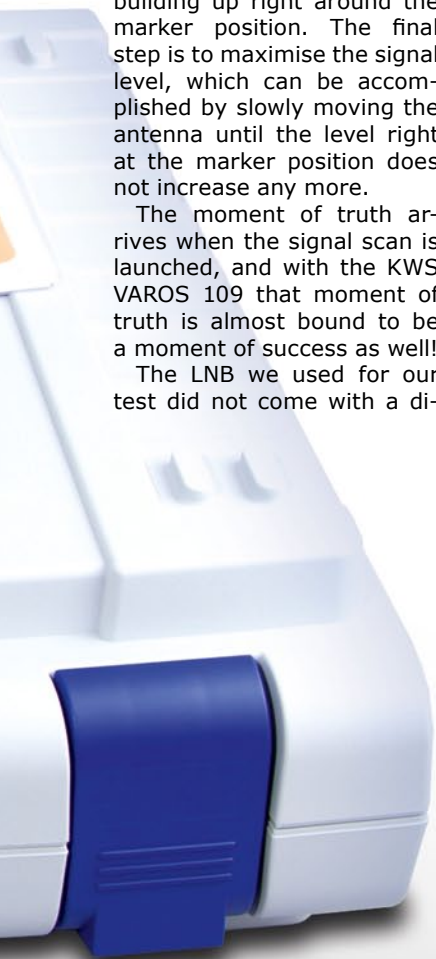 building up right around the
marker position. The final
step is to maximise the signal
level, which can be accom-
plished by slowly moving the
antenna until the level right
at the marker position does
not increase any more.
The moment of truth ar-
rives when the signal scan is
launched, and with the KWS
VAROS 109 that moment of
truth is almost bound to be
a moment of success as well!
The LNB we used for our
test did not come with a di-